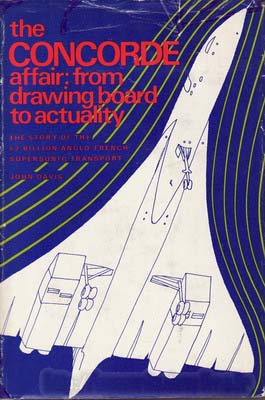 the
CONCORDE
affair: from
drawing board
to actuality
THE STORY OF THE
$2 BILLION ANGLO-FRENCH
SUPERSONIC TRANSPORT
JOHN DAVIS